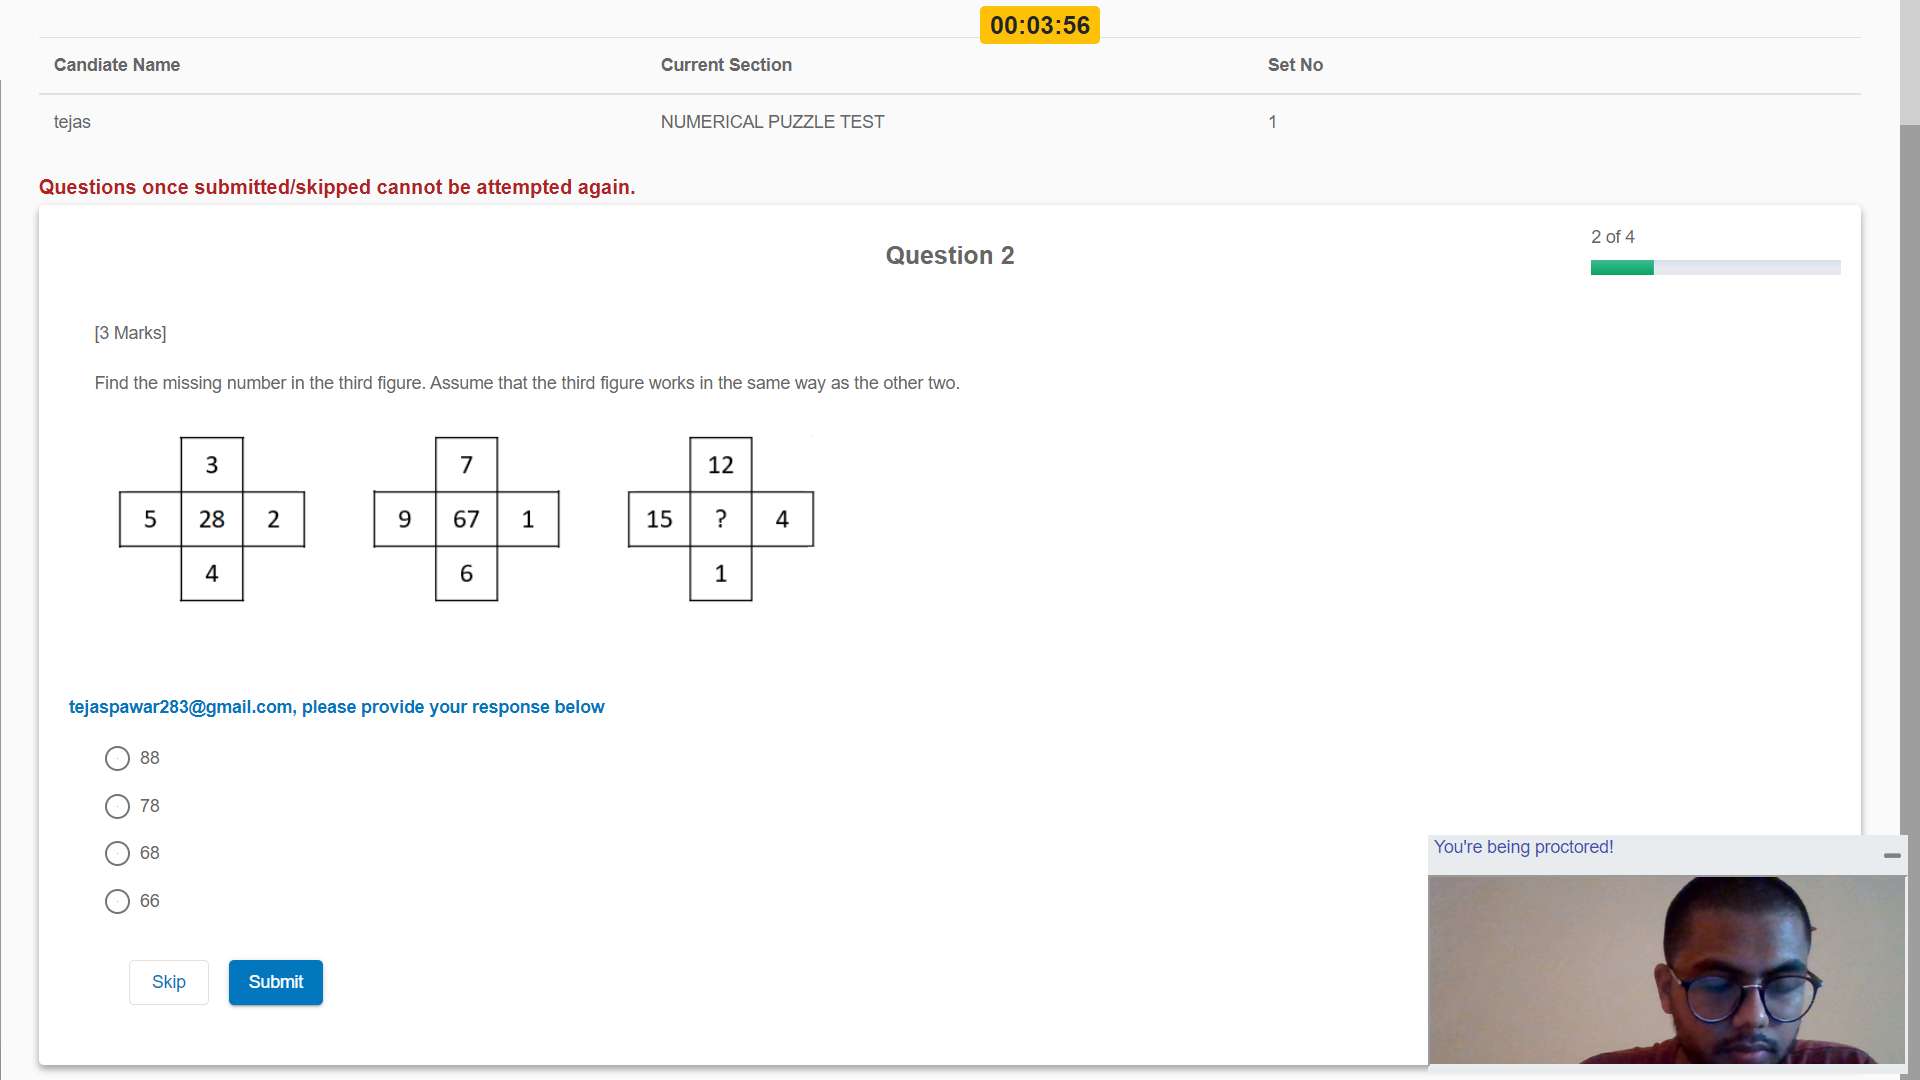 00:03:56
Candiate Name Current Section Set No
tejas NUMERICAL PUZZLE TEST 1
Questions once submitted/skipped cannot be attempted again.
Question 2
2 of 4
[3 Marks]
Find the missing number in the third figure. Assume that the third figure works in the same way as the other two.
3 7 12
5 28 2 9 67 1 15 ? 4
4 6 1
tejaspawar283@gmail.com, please provide your response below
88
78
68
66
Skip Submit
You're being proctored!